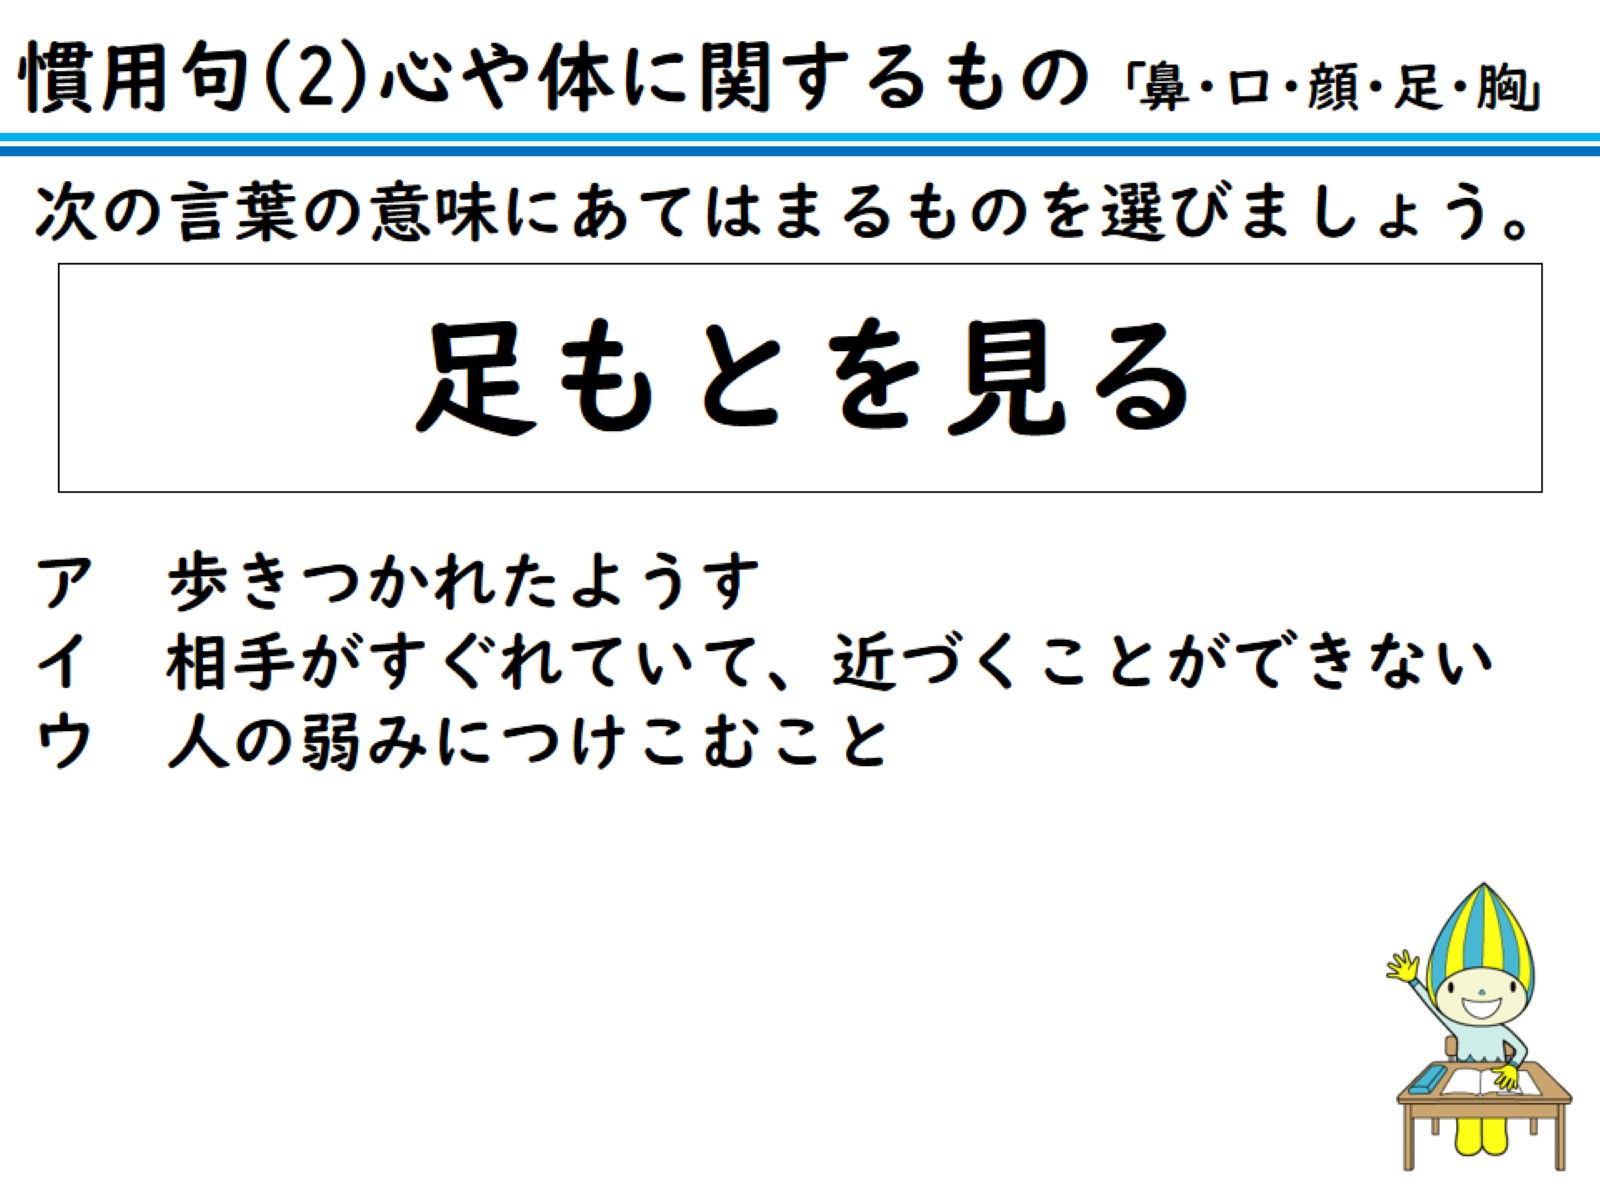 慣用句(2)心や体に関するもの「鼻・口・顔・足・胸」
次の言葉の意味にあてはまるものを選びましょう。
足もとを見る
ア　歩きつかれたようす
イ　相手がすぐれていて、近づくことができない
ウ　人の弱みにつけこむこと